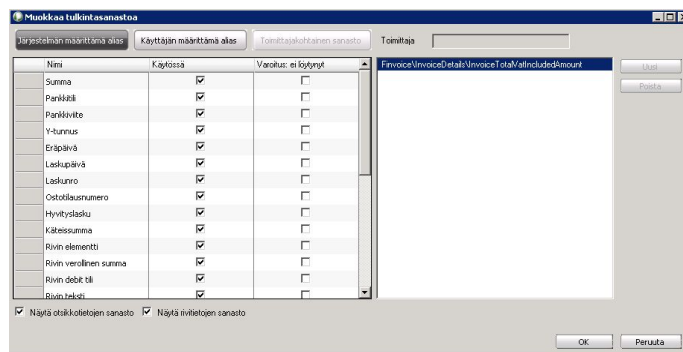 Muokkaa tulkintasanastoa
Järjestelmän määrittämä alias Käyttäjän määrittämä alias Toimittajakohtainen sanasto Toimittaja
Nimi Käytössä Varoitus: ei löytynyt Finvoice\InvoiceDetails\InvoiceTotalVatIncludedAmount Uusi
Summa Poista
Pankkitili
Pankkiviite
Y-tunnus
Eräpäivä
Laskupäivä
Laskunro
Ostotilausnumero
Hyvityslasku
Käteissumma
Rivin elementti
Rivin verollinen summa
Rivin debit tili
Rivin teksti
Näytä otsikkotietojen sanasto Näytä rivitietojen sanasto
OK Peruuta